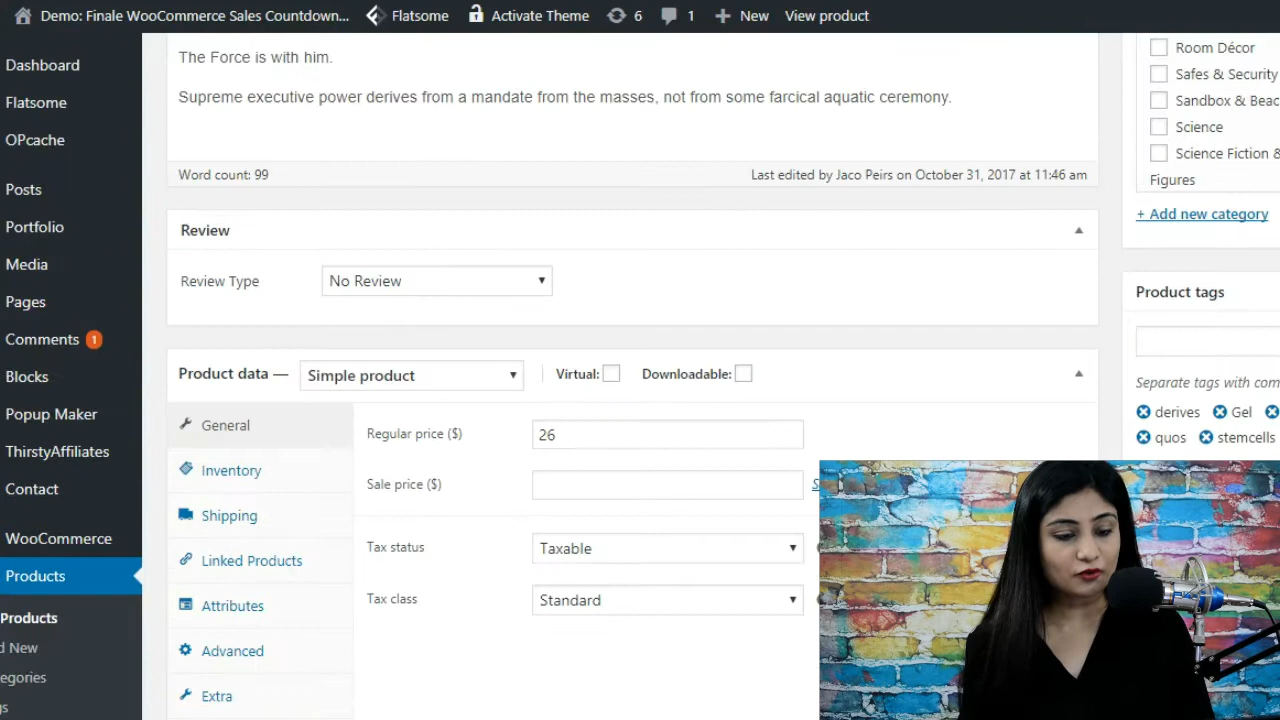 Demo: Finale WooCommerce Sales Countdown... Flatsome Activate Theme 6 1 New View product
Dashboard
Flatsome
OPcache
Posts
Portfolio
Media
Pages
Comments 1
Blocks
Popup Maker
ThirstyAffiliates
Contact
WooCommerce
Products
Products
d New
egories
gs
The Force is with him.
Supreme executive power derives from a mandate from the masses, not from some farcical aquatic ceremony.
Word count: 99
Last edited by Jaco Peirs on October 31, 2017 at 11:46 am
Review
Review Type No Review
Product data — Simple product Virtual: Downloadable:
General
Inventory
Shipping
Linked Products
Attributes
Advanced
Extra
Regular price ($) 26
Sale price ($)
Tax status Taxable
Tax class Standard
Room Décor
Safes & Security
Sandbox & Beac
Science
Science Fiction &
Figures
+ Add new category
Product tags
Separate tags with com
derives Gel
quos stemcells